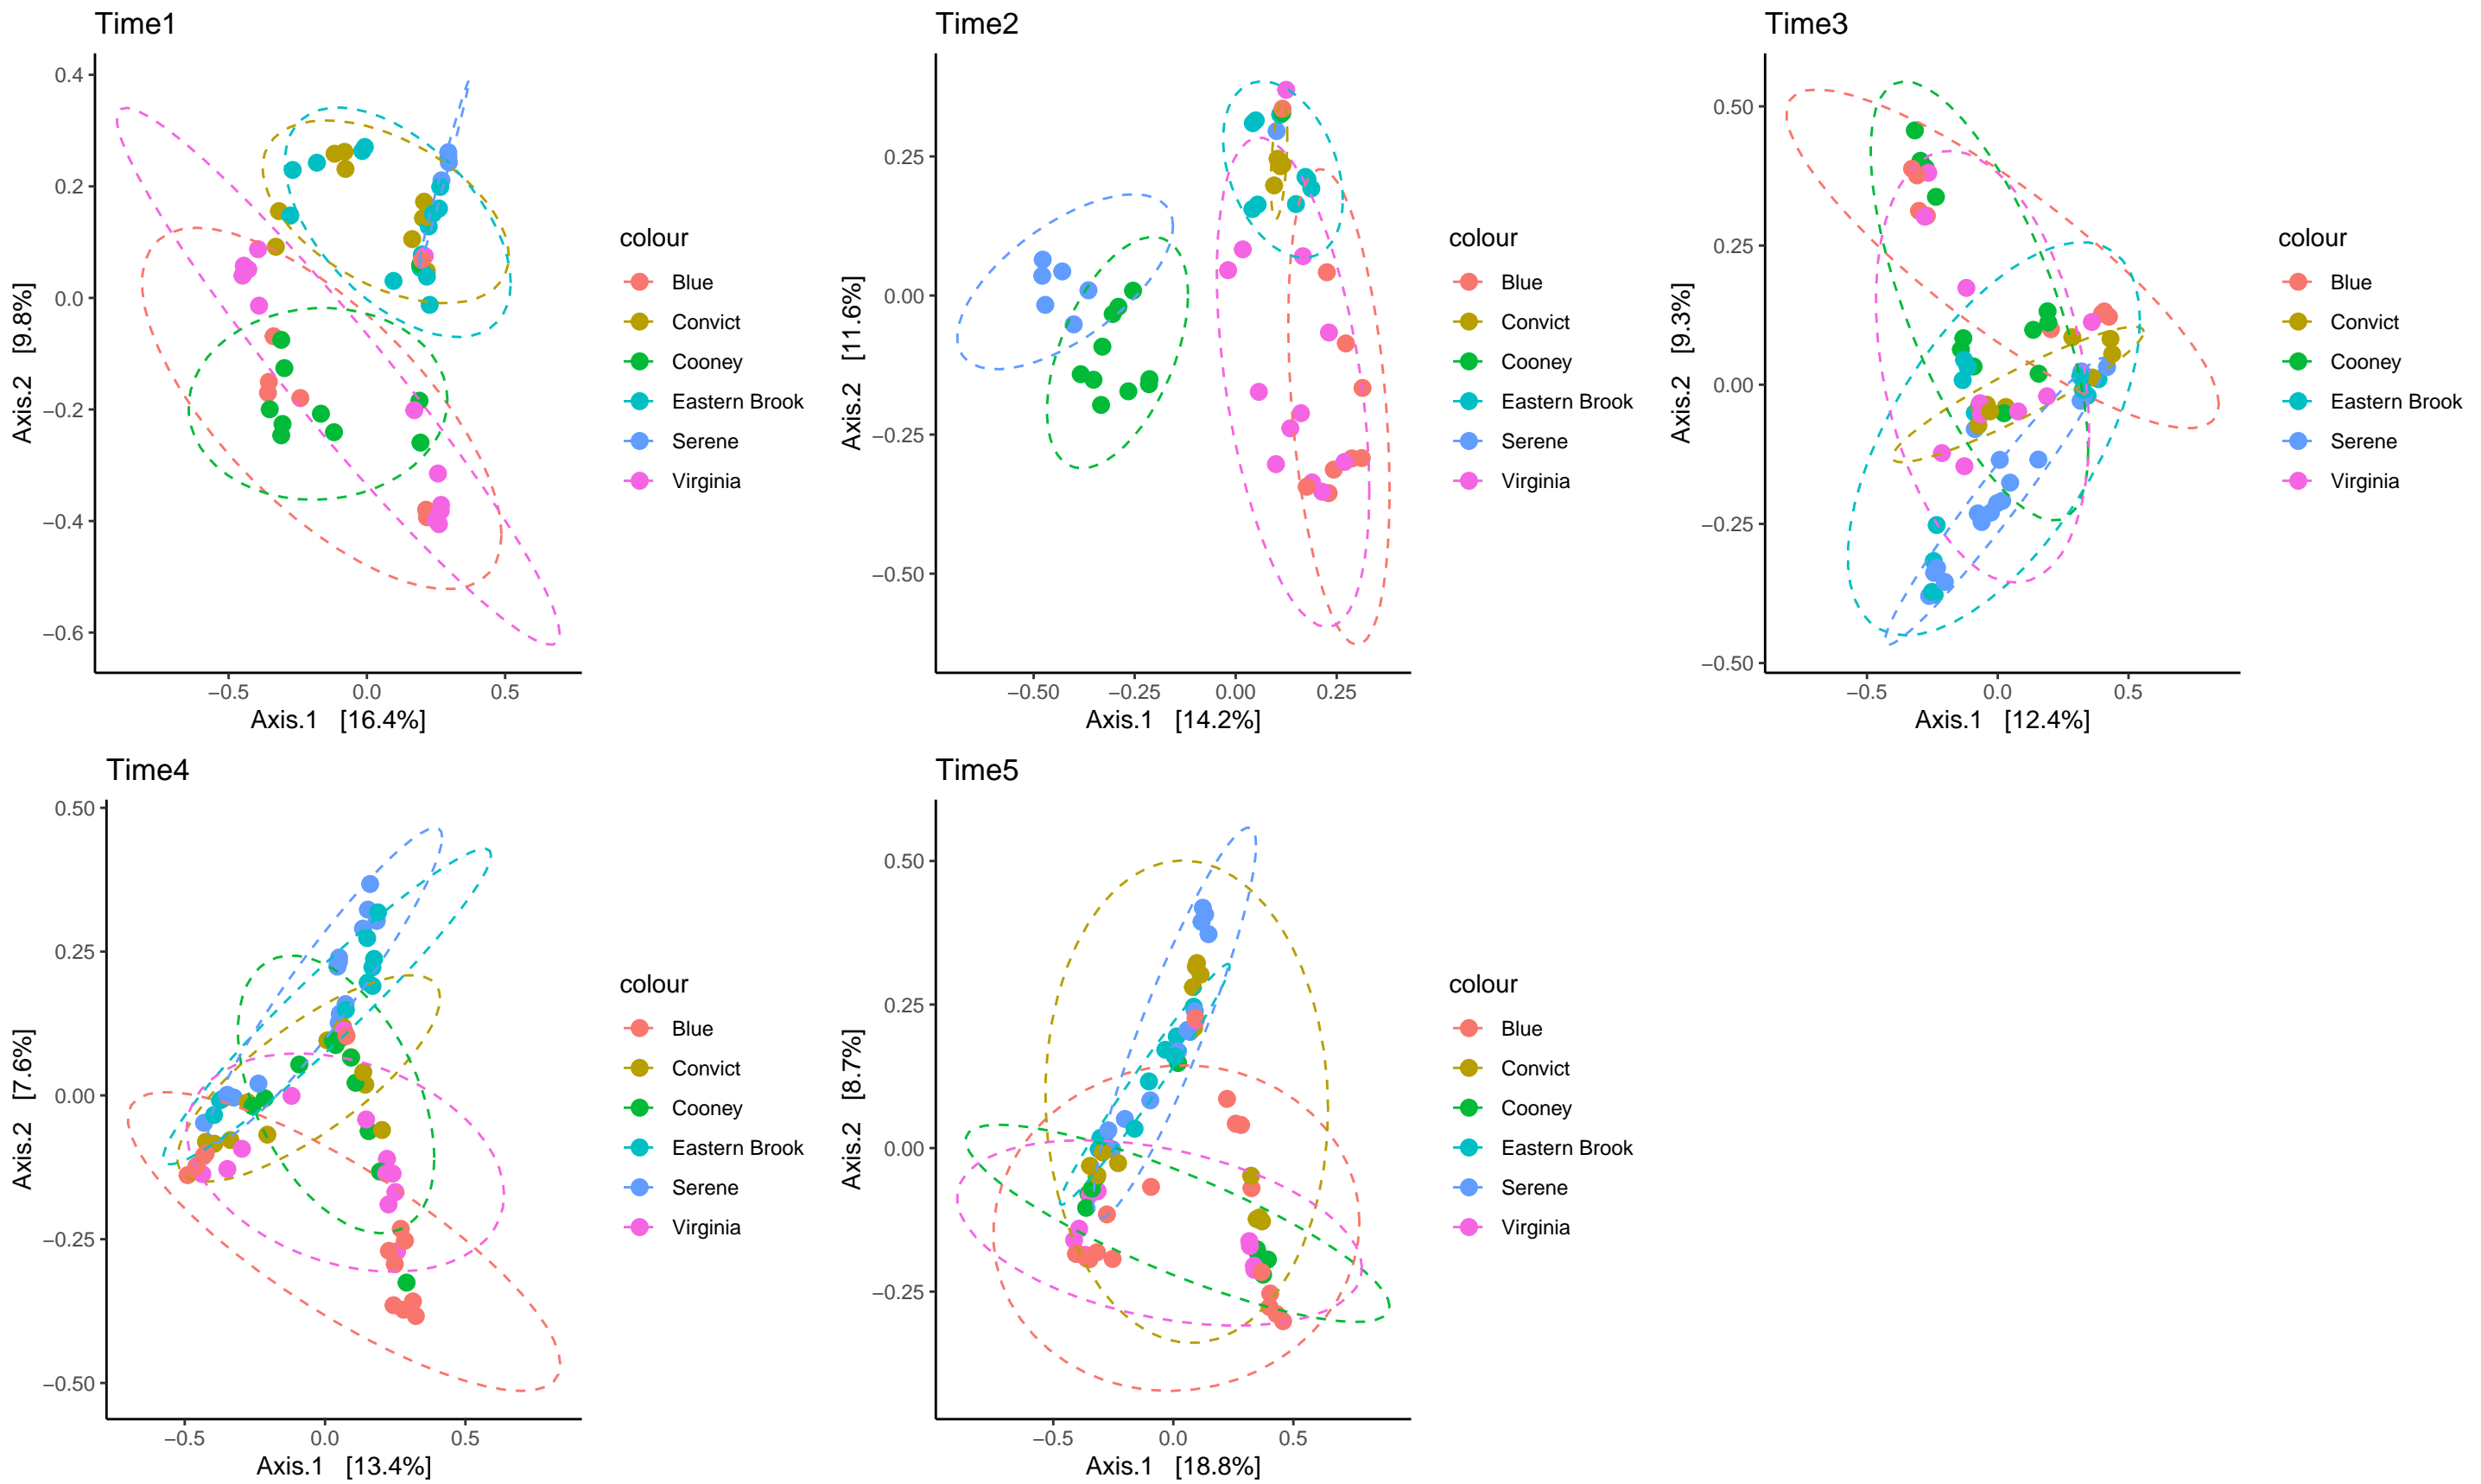 Time1
0.4
0.2
0.0
−0.2
−0.4
−0.6
Axis.2 [9.8%]
−0.5 0.0 0.5
Axis.1 [16.4%]
colour
Blue
Convict
Cooney
Eastern Brook
Serene
Virginia
Time2
0.25
0.00
−0.25
−0.50
Axis.2 [11.6%]
−0.50 −0.25 0.00 0.25
Axis.1 [14.2%]
colour
Blue
Convict
Cooney
Eastern Brook
Serene
Virginia
Time3
0.50
0.25
0.00
−0.25
−0.50
Axis.2 [9.3%]
−0.5 0.0 0.5
Axis.1 [12.4%]
colour
Blue
Convict
Cooney
Eastern Brook
Serene
Virginia
Time4
0.50
0.25
0.00
−0.25
−0.50
Axis.2 [7.6%]
−0.5 0.0 0.5
Axis.1 [13.4%]
colour
Blue
Convict
Cooney
Eastern Brook
Serene
Virginia
Time5
0.50
0.25
0.00
−0.25
Axis.2 [8.7%]
−0.5 0.0 0.5
Axis.1 [18.8%]
colour
Blue
Convict
Cooney
Eastern Brook
Serene
Virginia